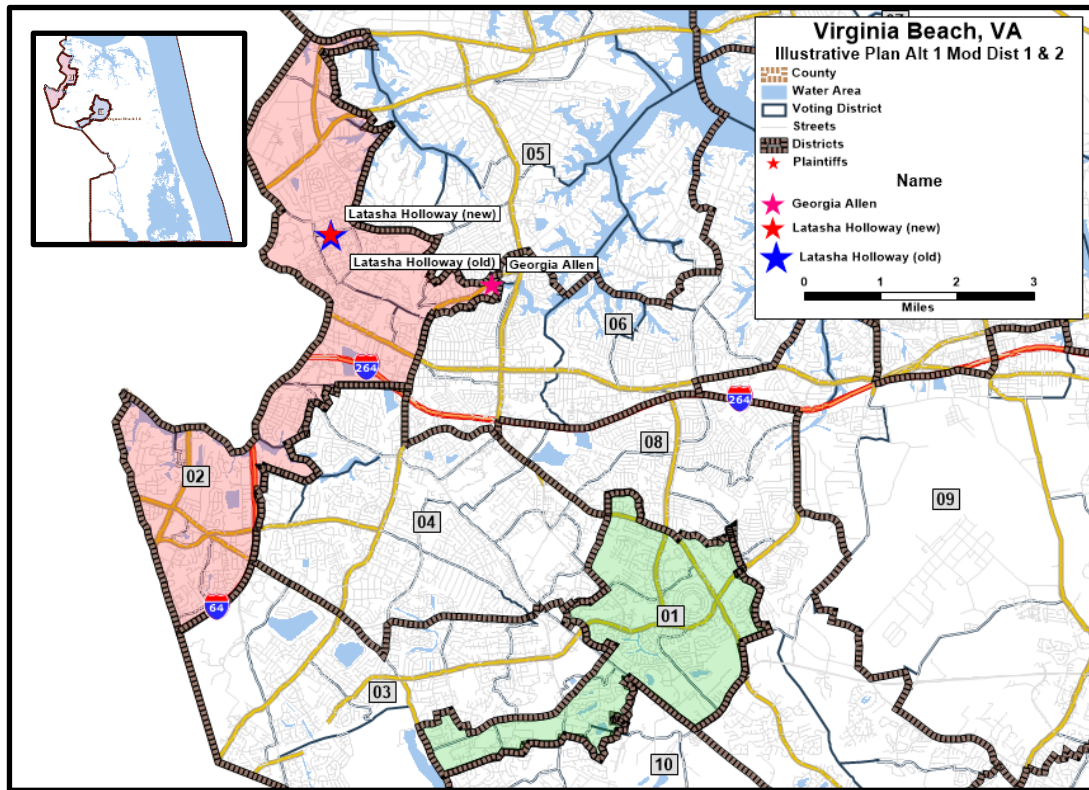 Virginia Beach, VA
Illustrative Plan Alt 1 Mod Dist 1 & 2
County
Water Area
Voting District
Streets
Districts
Plaintiffs
Name
Georgia Allen
Latasha Holloway (new)
Latasha Holloway (old)
0 1 2 3
Miles
05
Latasha Holloway (new)
Latasha Holloway (old)
Georgia Allen
06
264
264
02
08
04
09
64
01
03
10